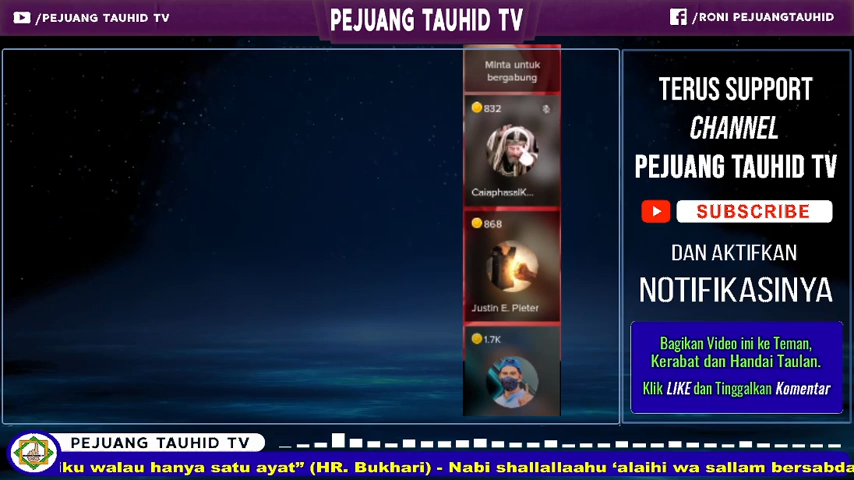 /PEJUANG TAUHID TV
PEJUANG TAUHID TV
/RONI PEJUANGTAUHID
Minta untuk
bergabung
832
CaiaphasalK...
868
Justin E. Pieter
1.7K
TERUS SUPPORT
CHANNEL
PEJUANG TAUHID TV
SUBSCRIBE
DAN AKTIFKAN
NOTIFIKASINYA
Bagikan Video ini ke Teman,
Kerabat dan Handai Taulan.
Klik LIKE dan Tinggalkan Komentar
PEJUANG TAUHID TV
iku walau hanya satu ayat” (HR. Bukhari) - Nabi shallallaahu ‘alaihi wa sallam bersabda